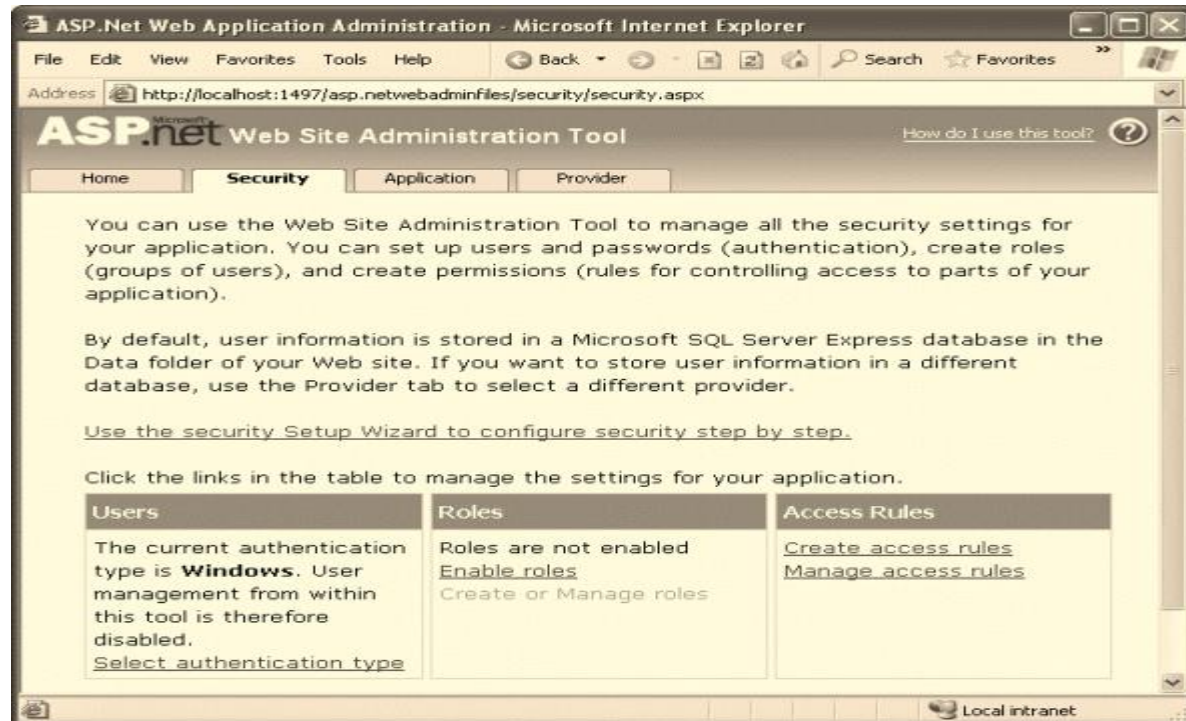 ASP.Net Web Application Administration - Microsoft Internet Explorer
File Edit View Favorites Tools Help Back Search Favorites »
Address http://localhost:1497/asp.netwebadminfiles/security/security.aspx
Microsoft
ASP.net Web Site Administration Tool How do I use this tool? ?
Home Security Application Provider
You can use the Web Site Administration Tool to manage all the security settings for
your application. You can set up users and passwords (authentication), create roles
(groups of users), and create permissions (rules for controlling access to parts of your
application).
By default, user information is stored in a Microsoft SQL Server Express database in the
Data folder of your Web site. If you want to store user information in a different
database, use the Provider tab to select a different provider.
Use the security Setup Wizard to configure security step by step.
Click the links in the table to manage the settings for your application.
Users
The current authentication
type is Windows. User
management from within
this tool is therefore
disabled.
Select authentication type
Roles
Roles are not enabled
Enable roles
Create or Manage roles
Access Rules
Create access rules
Manage access rules
Local intranet